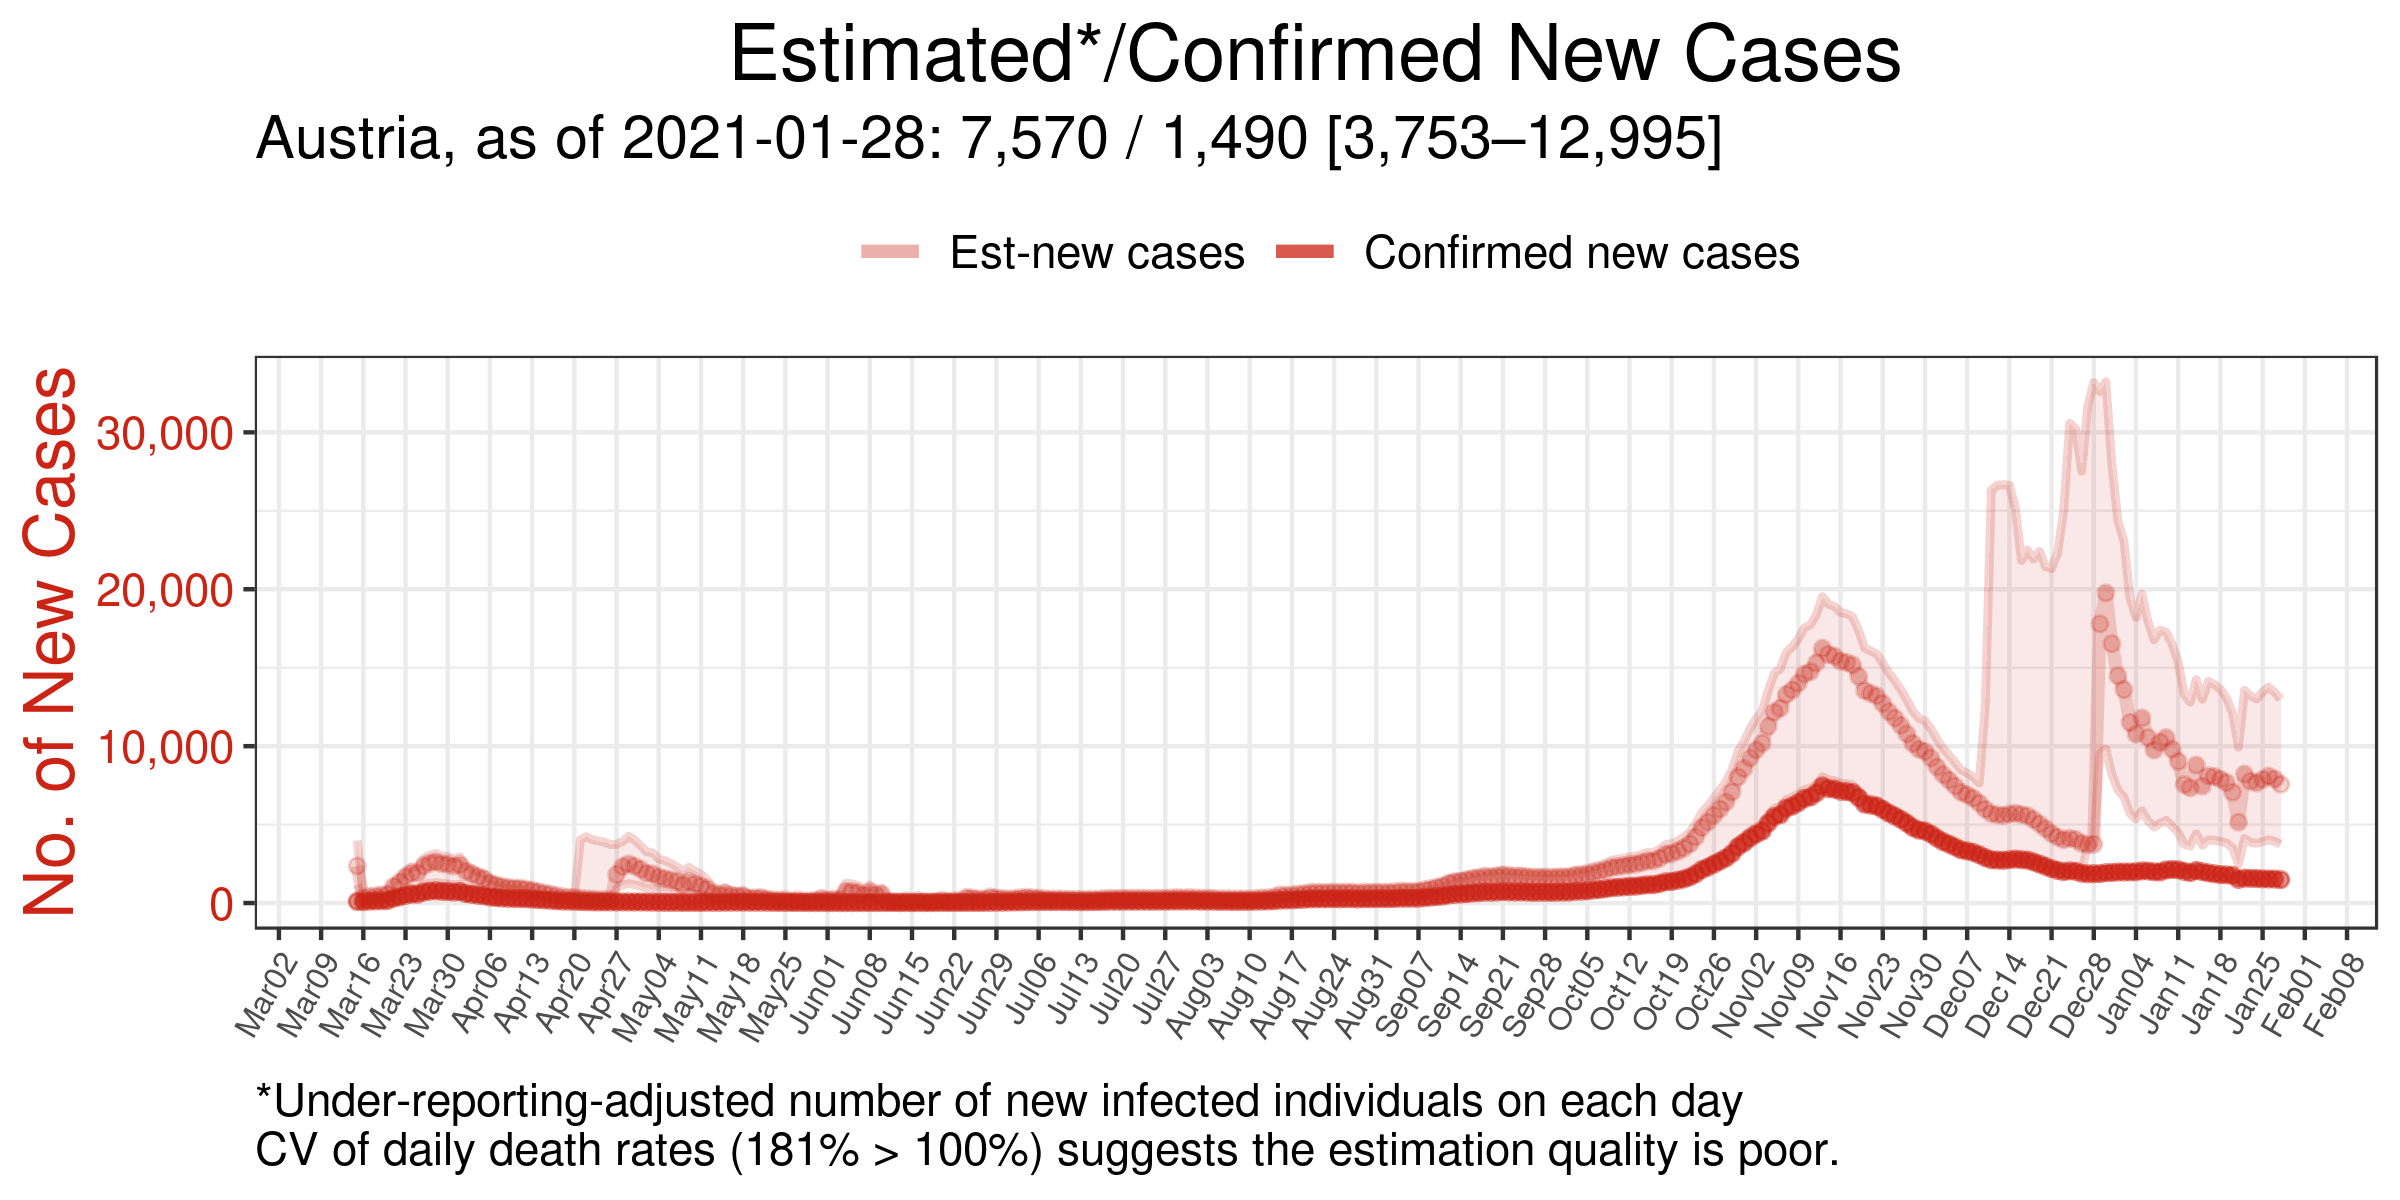 Estimated*/Confirmed New Cases
Austria, as of 2021-01-28: 7,570 / 1,490 [3,753–12,995]
Est-new cases Confirmed new cases
No. of New Cases
30,000
20,000
10,000
0
Mar02 Mar09 Mar16 Mar23 Mar30 Apr06 Apr13 Apr20 Apr27 May04 May11 May18 May25 Jun01 Jun08 Jun15 Jun22 Jun29 Jul06 Jul13 Jul20 Jul27 Aug03 Aug10 Aug17 Aug24 Aug31 Sep07 Sep14 Sep21 Sep28 Oct05 Oct12 Oct19 Oct26 Nov02 Nov09 Nov16 Nov23 Nov30 Dec07 Dec14 Dec21 Dec28 Jan04 Jan11 Jan18 Jan25 Feb01 Feb08
*Under-reporting-adjusted number of new infected individuals on each day
CV of daily death rates (181% > 100%) suggests the estimation quality is poor.